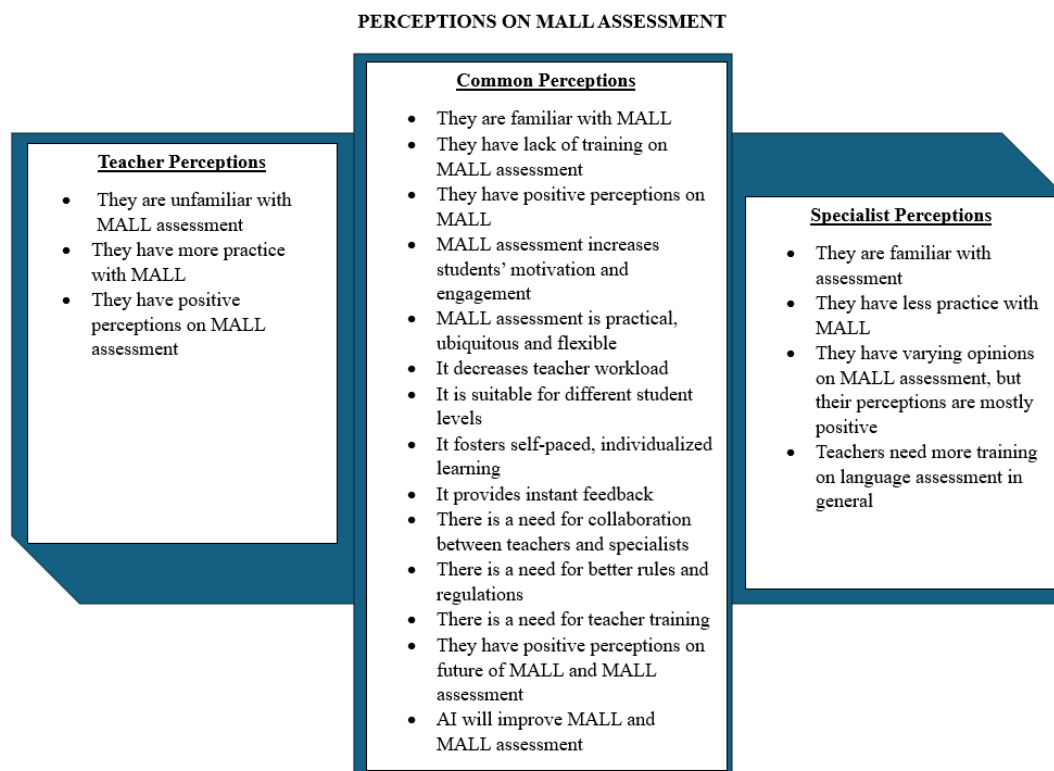 PERCEPTIONS ON MALL ASSESSMENT
Teacher Perceptions
• They are unfamiliar with
MALL assessment
• They have more practice
with MALL
• They have positive
perceptions on MALL
assessment
Common Perceptions
• They are familiar with MALL
• They have lack of training on
MALL assessment
• They have positive perceptions on
MALL
• MALL assessment increases
students’ motivation and
engagement
• MALL assessment is practical,
ubiquitous and flexible
• It decreases teacher workload
• It is suitable for different student
levels
• It fosters self-paced, individualized
learning
• It provides instant feedback
• There is a need for collaboration
between teachers and specialists
• There is a need for better rules and
regulations
• There is a need for teacher training
• They have positive perceptions on
future of MALL and MALL
assessment
• AI will improve MALL and
MALL assessment
Specialist Perceptions
• They are familiar with
assessment
• They have less practice with
MALL
• They have varying opinions
on MALL assessment, but
their perceptions are mostly
positive
• Teachers need more training
on language assessment in
general